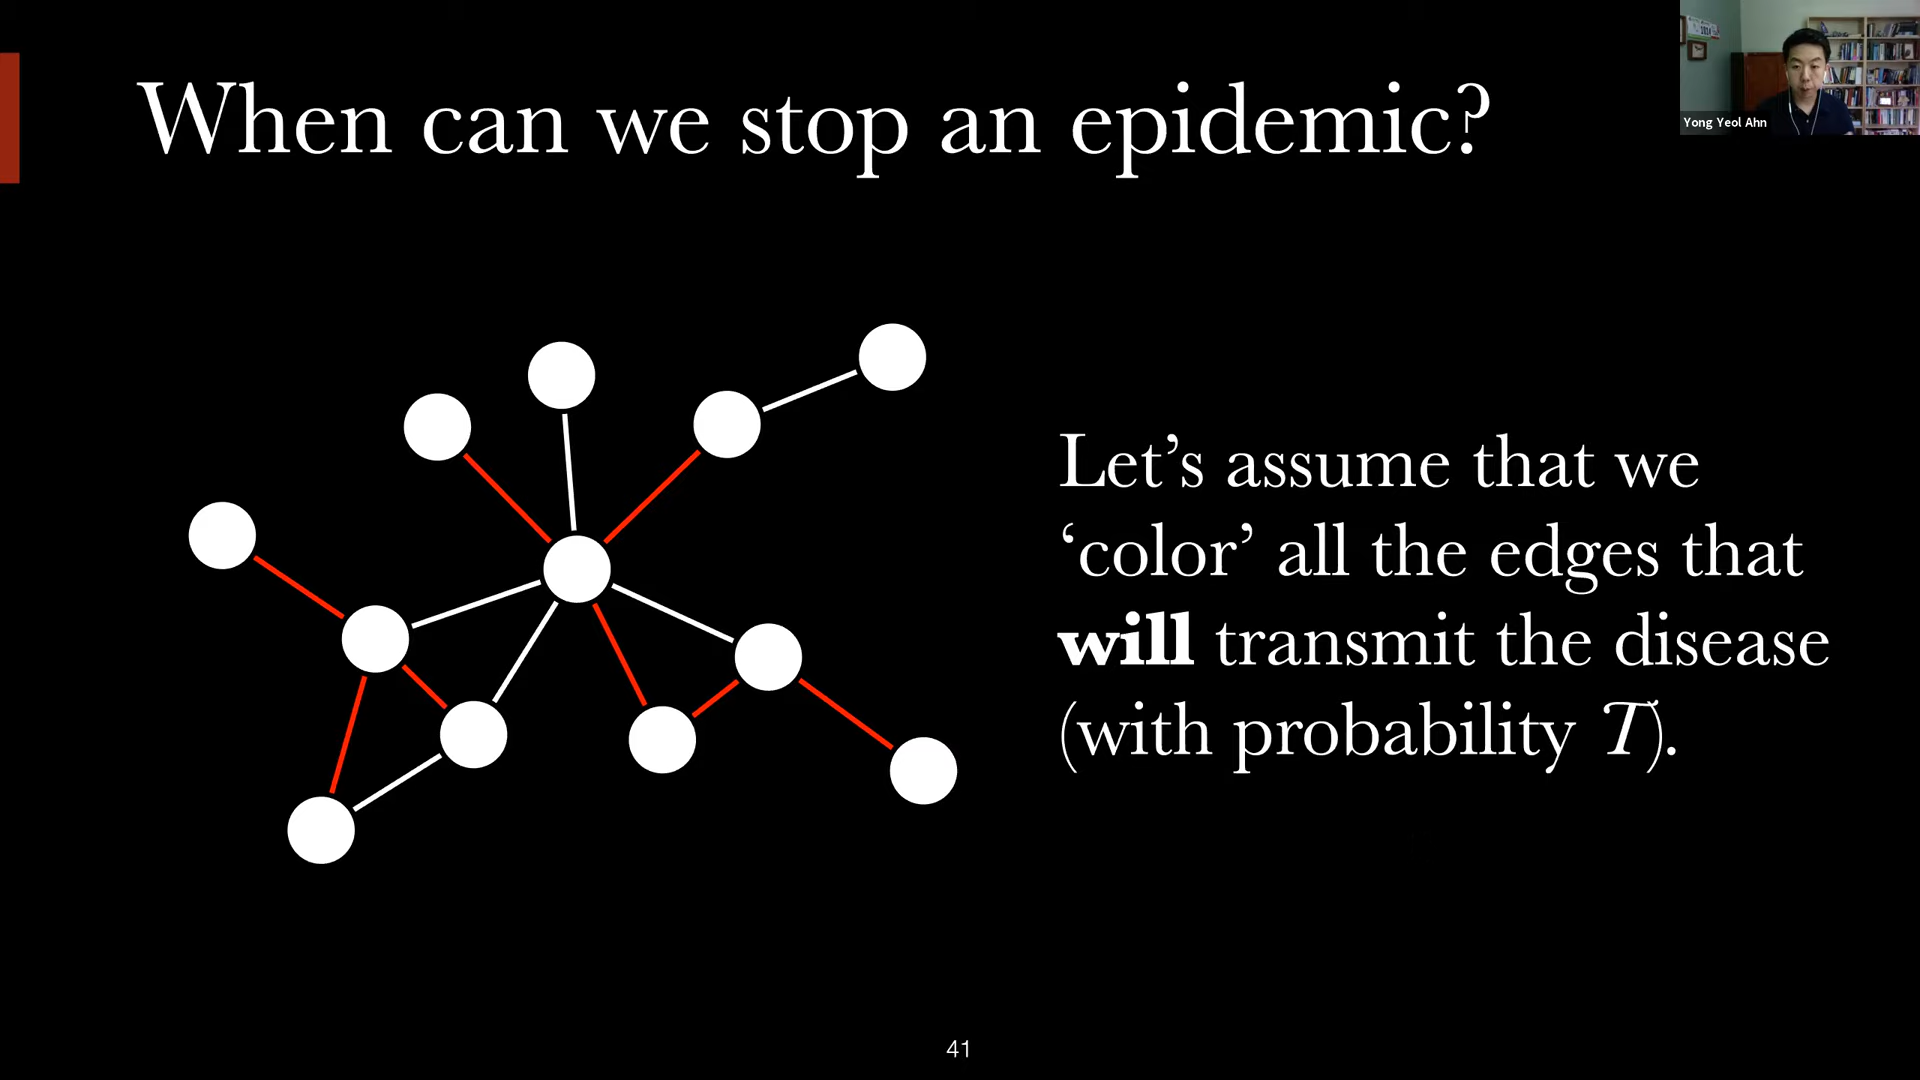 When can we stop an epidemic?
Yong Yeol Ahn
Let’s assume that we
‘color’ all the edges that
will transmit the disease
(with probability T).
41